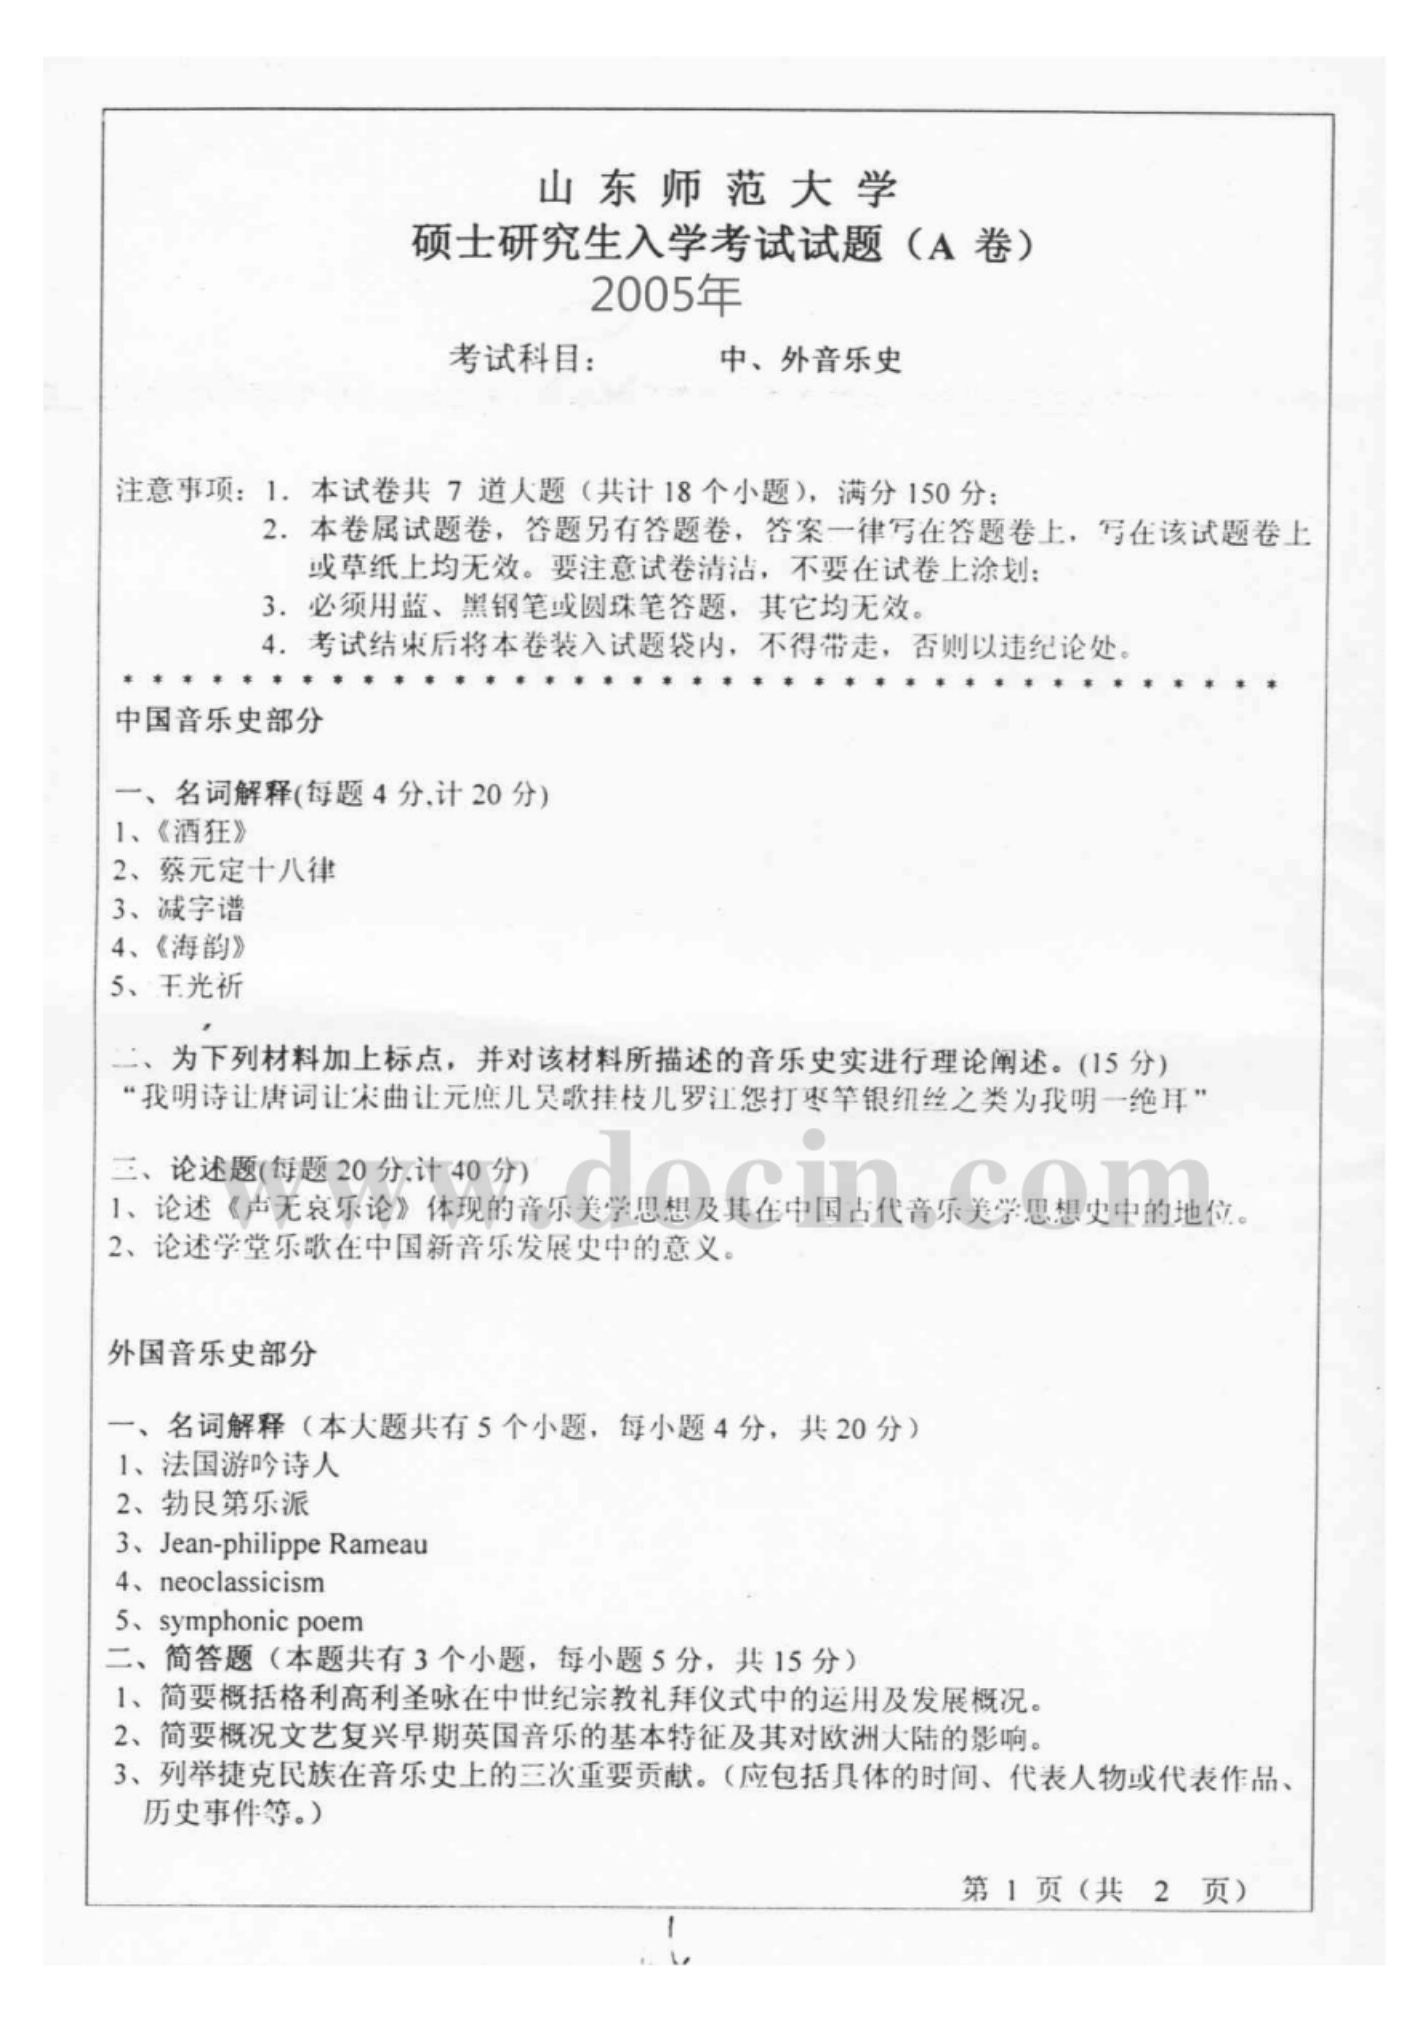 山 东 师 范 大 学
硕士研究生入学考试试题（A 卷）
2005年
考试科目： 中、外音乐史
注意事项：1． 本试卷共 7 道大题（共计 18 个小题），满分 150 分；
2． 本卷属试题卷，答题另有答题卷，答案一律写在答题卷上，写在该试题卷上
或草纸上均无效。要注意试卷清洁，不要在试卷上涂划；
3． 必须用蓝、黑钢笔或圆珠笔答题，其它均无效。
4． 考试结束后将本卷装入试题袋内，不得带走，否则以违纪论处。
* * * * * * * * * * * * * * * * * * * * * * * * * * * * * * * * * * * * * * *
中国音乐史部分
一、名词解释(每题 4 分,计 20 分)
1、《酒狂》
2、蔡元定十八律
3、减字谱
4、《海韵》
5、王光祈
二、为下列材料加上标点，并对该材料所描述的音乐史实进行理论阐述。(15 分)
“我明诗让唐词让宋曲让元庶几吴歌挂枝儿罗江怨打枣竿银纽丝之类为我明一绝耳”
三、论述题(每题 20 分,计 40 分)
1、论述《声无哀乐论》体现的音乐美学思想及其在中国古代音乐美学思想史中的地位。
2、论述学堂乐歌在中国新音乐发展史中的意义。
www.docin.com
外国音乐史部分
一、名词解释（本大题共有 5 个小题，每小题 4 分，共 20 分）
1、法国游吟诗人
2、勃艮第乐派
3、Jean-philippe Rameau
4、neoclassicism
5、symphonic poem
二、简答题（本题共有 3 个小题，每小题 5 分，共 15 分）
1、简要概括格利高利圣咏在中世纪宗教礼拜仪式中的运用及发展概况。
2、简要概况文艺复兴早期英国音乐的基本特征及其对欧洲大陆的影响。
3、列举捷克民族在音乐史上的三次重要贡献。（应包括具体的时间、代表人物或代表作品、
历史事件等。）
第 1 页（共 2 页）